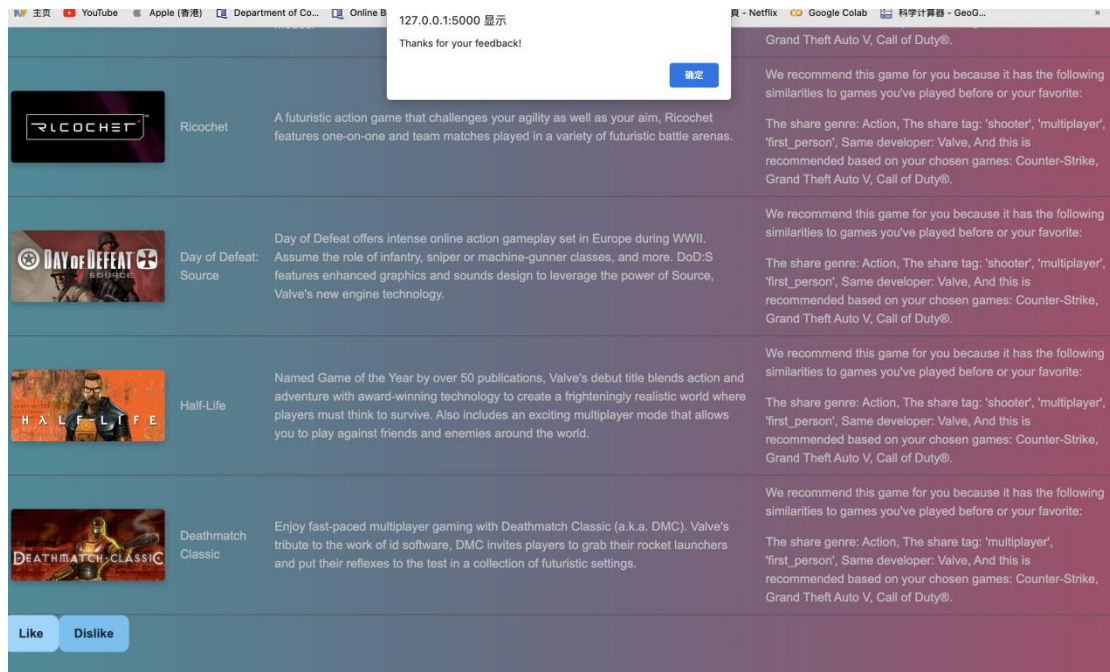 主页 YouTube Apple (香港) Department of Co... Online B
頁 - Netflix Google Colab 科学计算器 - GeoG... »
127.0.0.1:5000 显示
Thanks for your feedback!
确定
Grand Theft Auto V, Call of Duty®.
RICOCHET
Ricochet
A futuristic action game that challenges your agility as well as your aim, Ricochet
features one-on-one and team matches played in a variety of futuristic battle arenas.
We recommend this game for you because it has the following
similarities to games you've played before or your favorite:
The share genre: Action, The share tag: 'shooter', 'multiplayer',
'first_person', Same developer: Valve, And this is
recommended based on your chosen games: Counter-Strike,
Grand Theft Auto V, Call of Duty®.
DAY OF DEFEAT
SOURCE
Day of Defeat:
Source
Day of Defeat offers intense online action gameplay set in Europe during WWII.
Assume the role of infantry, sniper or machine-gunner classes, and more. DoD:S
features enhanced graphics and sounds design to leverage the power of Source,
Valve's new engine technology.
We recommend this game for you because it has the following
similarities to games you've played before or your favorite:
The share genre: Action, The share tag: 'shooter', 'multiplayer',
'first_person', Same developer: Valve, And this is
recommended based on your chosen games: Counter-Strike,
Grand Theft Auto V, Call of Duty®.
HλLF-LIFE
Half-Life
Named Game of the Year by over 50 publications, Valve's debut title blends action and
adventure with award-winning technology to create a frighteningly realistic world where
players must think to survive. Also includes an exciting multiplayer mode that allows
you to play against friends and enemies around the world.
We recommend this game for you because it has the following
similarities to games you've played before or your favorite:
The share genre: Action, The share tag: 'shooter', 'multiplayer',
'first_person', Same developer: Valve, And this is
recommended based on your chosen games: Counter-Strike,
Grand Theft Auto V, Call of Duty®.
DEATHMATCH CLASSIC
Deathmatch
Classic
Enjoy fast-paced multiplayer gaming with Deathmatch Classic (a.k.a. DMC). Valve's
tribute to the work of id software, DMC invites players to grab their rocket launchers
and put their reflexes to the test in a collection of futuristic settings.
We recommend this game for you because it has the following
similarities to games you've played before or your favorite:
The share genre: Action, The share tag: 'multiplayer',
'first_person', Same developer: Valve, And this is
recommended based on your chosen games: Counter-Strike,
Grand Theft Auto V, Call of Duty®.
Like Dislike